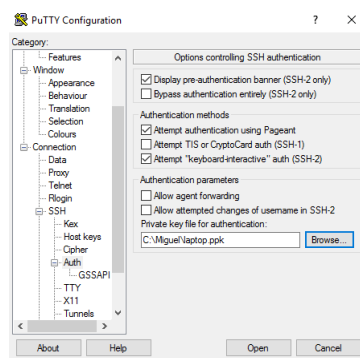 PuTTY Configuration ? ×
Category:
Features
Window
Appearance
Behaviour
Translation
Selection
Colours
Connection
Data
Proxy
Telnet
Rlogin
SSH
Kex
Host keys
Cipher
Auth
GSSAPI
TTY
X11
Tunnels
Options controlling SSH authentication
Display pre-authentication banner (SSH-2 only)
Bypass authentication entirely (SSH-2 only)
Authentication methods
Attempt authentication using Pageant
Attempt TIS or CryptoCard auth (SSH-1)
Attempt "keyboard-interactive" auth (SSH-2)
Authentication parameters
Allow agent forwarding
Allow attempted changes of username in SSH-2
Private key file for authentication:
C:\Miguel\laptop.ppk Browse...
About Help Open Cancel